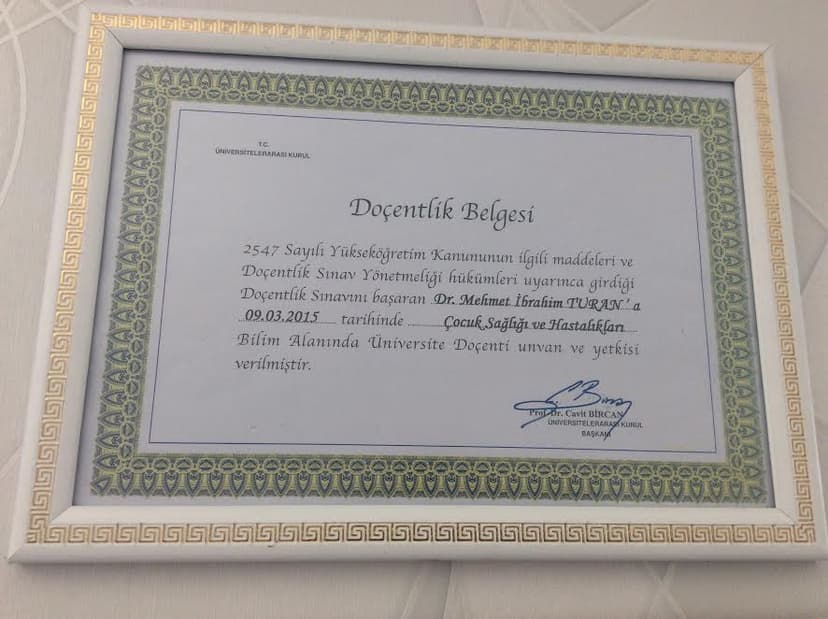 T.C.
ÜNİVERSİTELERARASI KURUL
Doçentlik Belgesi
2547 Sayılı Yükseköğretim Kanununun ilgili maddeleri ve
Doçentlik Sınav Yönetmeliği hükümleri uyarınca girdiği
Doçentlik Sınavını başaran Dr. Mehmet İbrahim TURAN'a
09.03.2015 tarihinde Çocuk Sağlığı ve Hastalıkları
Bilim Alanında Üniversite Doçenti unvan ve yetkisi
verilmiştir.
Prof. Dr. Cavit BİRCAN
ÜNİVERSİTELERARASI KURUL
BAŞKANI